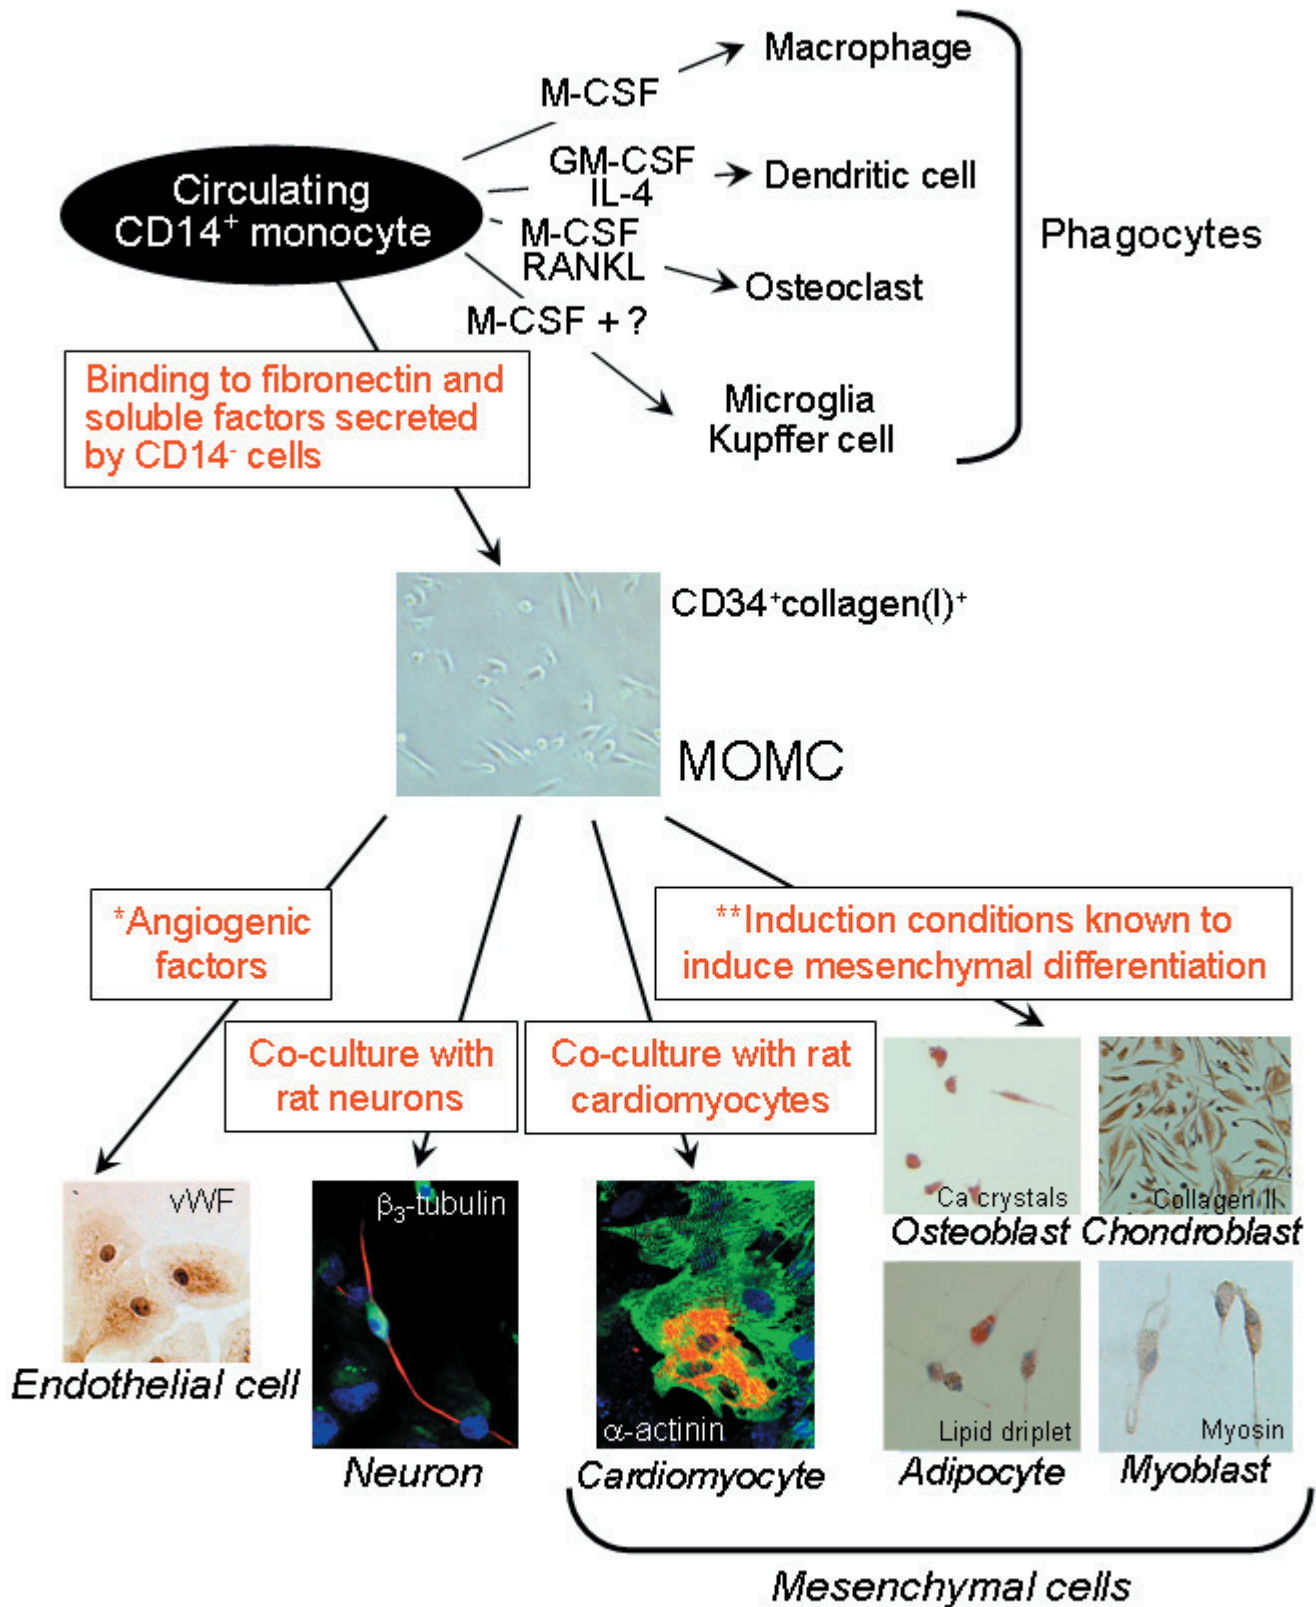 Macrophage
M-CSF
Circulating
CD14⁺ monocyte
GM-CSF
IL-4
Dendritic cell
M-CSF
RANKL
Osteoclast
Phagocytes
M-CSF + ?
Microglia
Kupffer cell
Binding to fibronectin and
soluble factors secreted
by CD14⁻ cells
CD34⁺collagen(I)⁺
MOMC
*Angiogenic
factors
**Induction conditions known to
induce mesenchymal differentiation
Co-culture with
rat neurons
Co-culture with rat
cardiomyocytes
vWF
Endothelial cell
β₃-tubulin
Neuron
α-actinin
Cardiomyocyte
Ca crystals
Osteoblast
Collagen II
Chondroblast
Lipid driplet
Adipocyte
Myosin
Myoblast
Mesenchymal cells